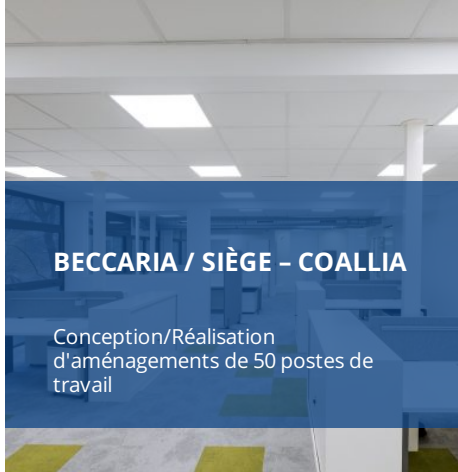 BECCARIA / SIÈGE – COALLIA
Conception/Réalisation
d'aménagements de 50 postes de
travail